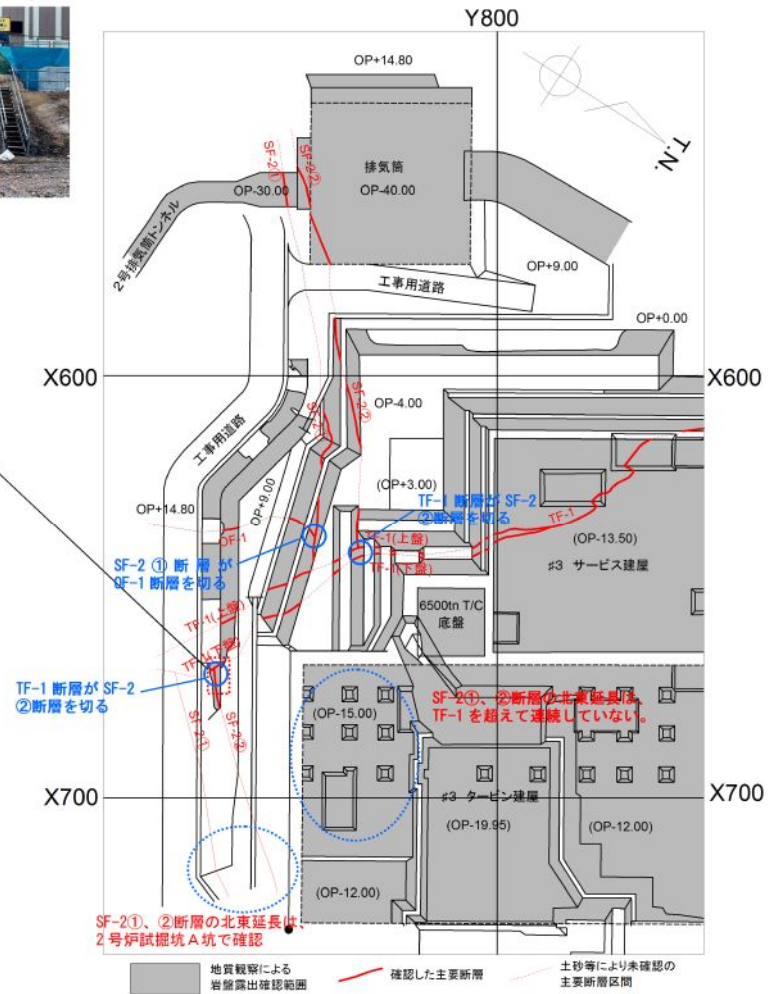 Y800
OP+14.80
T.N.
SF-2①
SF-2②
排気筒
OP-40.00
OP-30.00
2号排気筒トンネル
OP+9.00
工事用道路
OP+0.00
X600
X600
SF-2①
SF-2②
OP-4.00
工事用道路
(OP+3.00)
OP+14.80
OP+9.00
TF-1 断層が SF-2
②断層を切る
TF-1
OF-1
(OP-13.50)
TF-1(上盤)
TF-1(下盤)
SF-2 ① 断 層 が
OF-1 断層を切る
♯3 サービス建屋
6500tn T/C
底盤
TF-1(上盤)
TF-1(下盤)
TF-1 断層が SF-2
②断層を切る
SF-2①、②断層の北東延長は、
TF-1 を超えて連続していない。
(OP-15.00)
SF-2①
SF-2②
X700
X700
♯3 タービン建屋
(OP-19.95)
(OP-12.00)
(OP-12.00)
SF-2①、②断層の北東延長は、
2 号炉試掘坑A坑で確認
地質観察による
岩盤露出確認範囲
確認した主要断層
土砂等により未確認の
主要断層区間